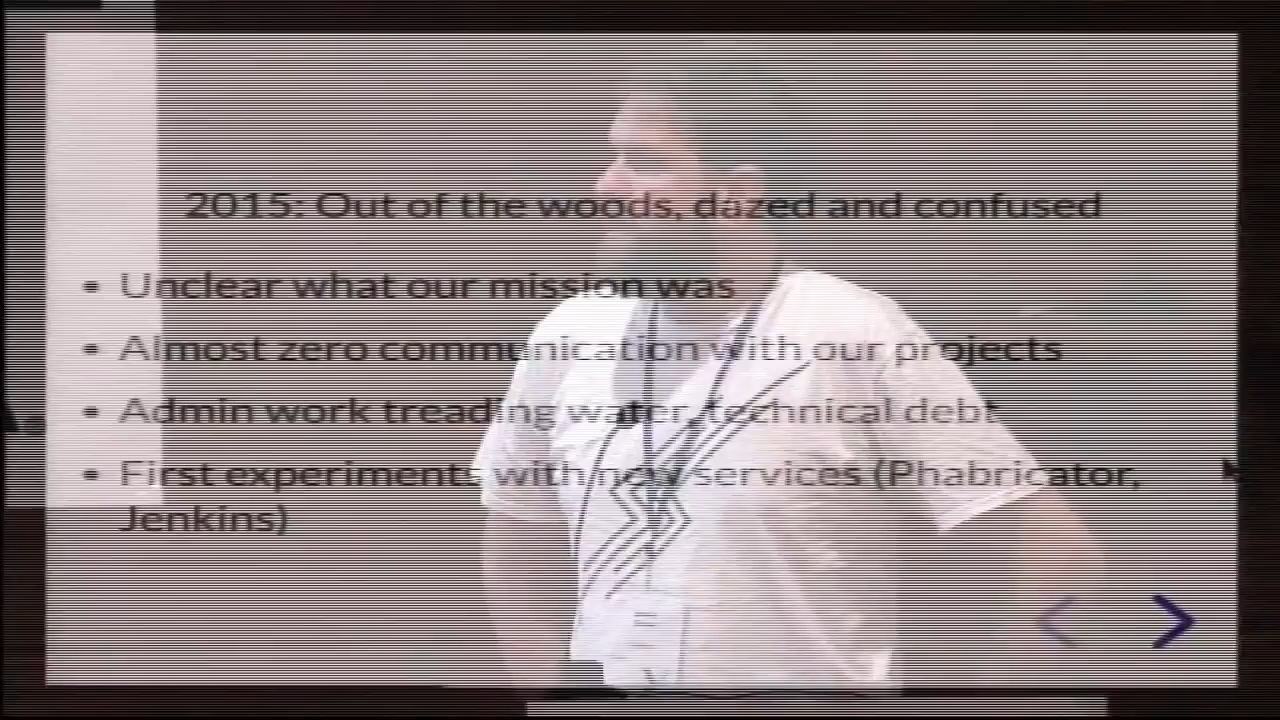 2015: Out of the woods, dazed and confused
• Unclear what our mission was
• Almost zero communication with our projects
• Admin work treading water, technical debt
• First experiments with new services (Phabricator,
Jenkins)